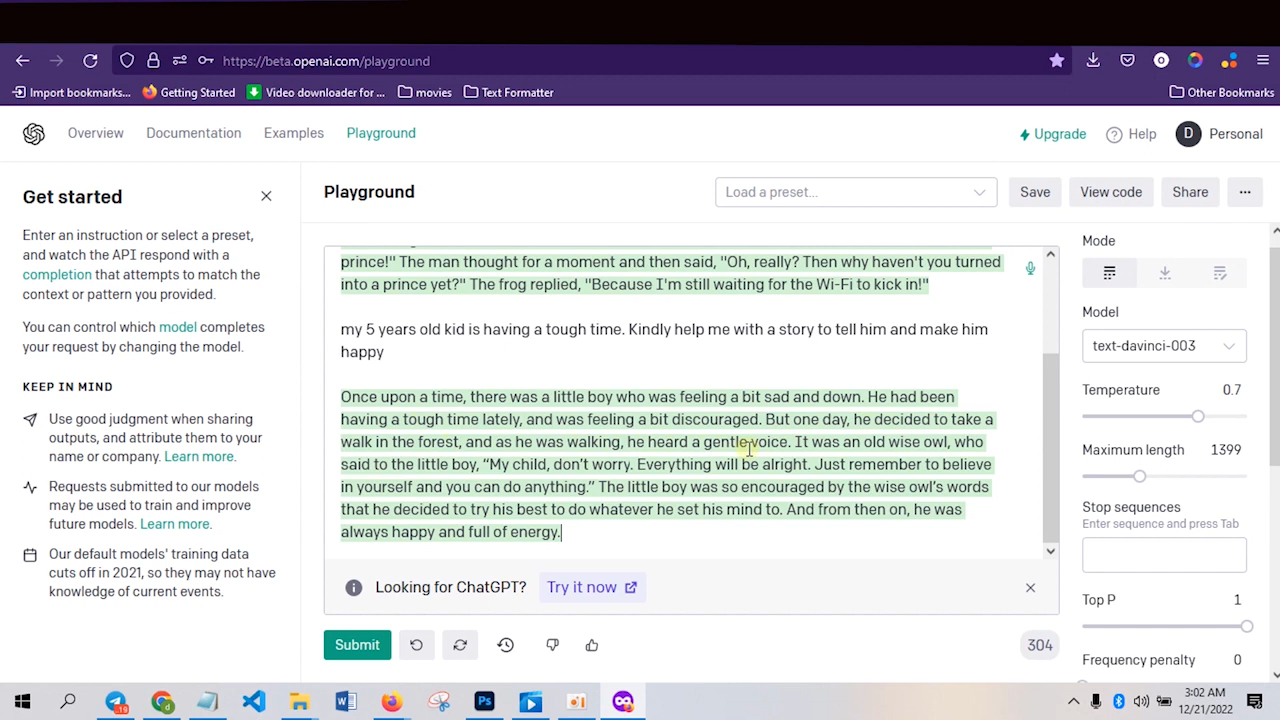 https://beta.openai.com/playground
Import bookmarks...
Getting Started
Video downloader for ...
movies
Text Formatter
Other Bookmarks
Overview
Documentation
Examples
Playground
Upgrade
Help
D
Personal
Get started
Enter an instruction or select a preset,
and watch the API respond with a
completion that attempts to match the
context or pattern you provided.
You can control which model completes
your request by changing the model.
KEEP IN MIND
Use good judgment when sharing
outputs, and attribute them to your
name or company. Learn more.
Requests submitted to our models
may be used to train and improve
future models. Learn more.
Our default models' training data
cuts off in 2021, so they may not have
knowledge of current events.
Playground
Load a preset...
Save
View code
Share
...
prince!" The man thought for a moment and then said, "Oh, really? Then why haven't you turned
into a prince yet?" The frog replied, "Because I'm still waiting for the Wi-Fi to kick in!"
my 5 years old kid is having a tough time. Kindly help me with a story to tell him and make him
happy
Once upon a time, there was a little boy who was feeling a bit sad and down. He had been
having a tough time lately, and was feeling a bit discouraged. But one day, he decided to take a
walk in the forest, and as he was walking, he heard a gentle voice. It was an old wise owl, who
said to the little boy, “My child, don’t worry. Everything will be alright. Just remember to believe
in yourself and you can do anything.” The little boy was so encouraged by the wise owl’s words
that he decided to try his best to do whatever he set his mind to. And from then on, he was
always happy and full of energy.
Looking for ChatGPT?
Try it now
Submit
304
Mode
Model
text-davinci-003
Temperature 0.7
Maximum length 1399
Stop sequences
Enter sequence and press Tab
Top P 1
Frequency penalty 0
19
:02 AM
12/21/2022